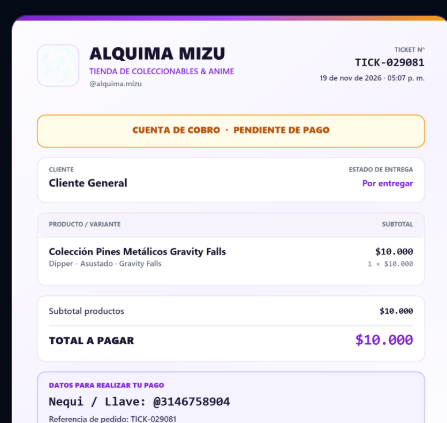 ALQUIMA MIZU
TIENDA DE COLECCIONABLES & ANIME
@alquima.mizu
TICKET N°
TICK-029081
19 de nov de 2026 · 05:07 p. m.
CUENTA DE COBRO · PENDIENTE DE PAGO
CLIENTE
Cliente General
ESTADO DE ENTREGA
Por entregar
PRODUCTO / VARIANTE SUBTOTAL
Colección Pines Metálicos Gravity Falls $10.000
Dipper - Asustado · Gravity Falls 1 × $10.000
Subtotal productos $10.000
TOTAL A PAGAR $10.000
DATOS PARA REALIZAR TU PAGO
Nequi / Llave: @3146758904
Referencia de pedido: TICK-029081